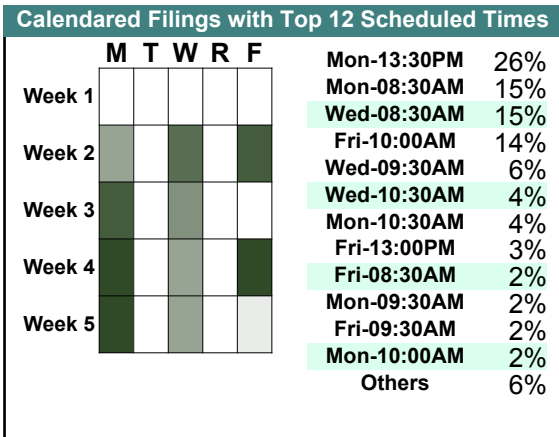 Calendared Filings with Top 12 Scheduled Times
M T W R F
Week 1
Week 2
Week 3
Week 4
Week 5
Mon-13:30PM 26%
Mon-08:30AM 15%
Wed-08:30AM 15%
Fri-10:00AM 14%
Wed-09:30AM 6%
Wed-10:30AM 4%
Mon-10:30AM 4%
Fri-13:00PM 3%
Fri-08:30AM 2%
Mon-09:30AM 2%
Fri-09:30AM 2%
Mon-10:00AM 2%
Others 6%